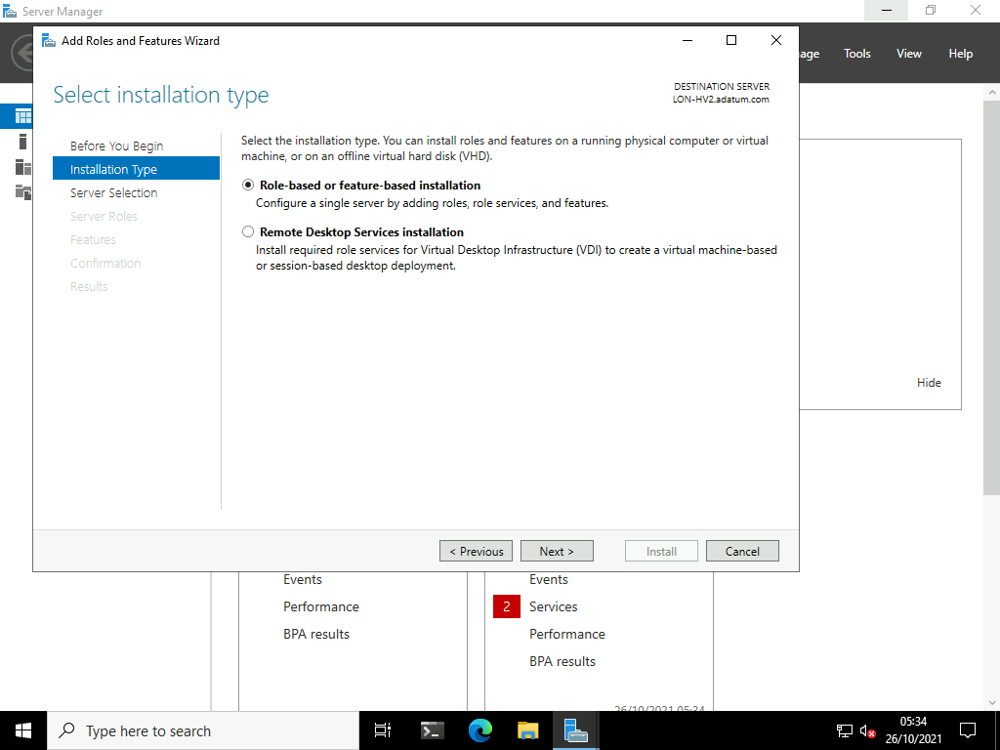 Server Manager
Add Roles and Features Wizard
Tools
View
Help
Select installation type
DESTINATION SERVER
LON-HV2.adatum.com
Before You Begin
Installation Type
Server Selection
Server Roles
Features
Confirmation
Results
Select the installation type. You can install roles and features on a running physical computer or virtual
machine, or on an offline virtual hard disk (VHD).
Role-based or feature-based installation
Configure a single server by adding roles, role services, and features.
Remote Desktop Services installation
Install required role services for Virtual Desktop Infrastructure (VDI) to create a virtual machine-based
or session-based desktop deployment.
Hide
< Previous
Next >
Install
Cancel
Events
Performance
BPA results
Events
2 Services
Performance
BPA results
26/10/2021 05:34
Type here to search
05:34
26/10/2021